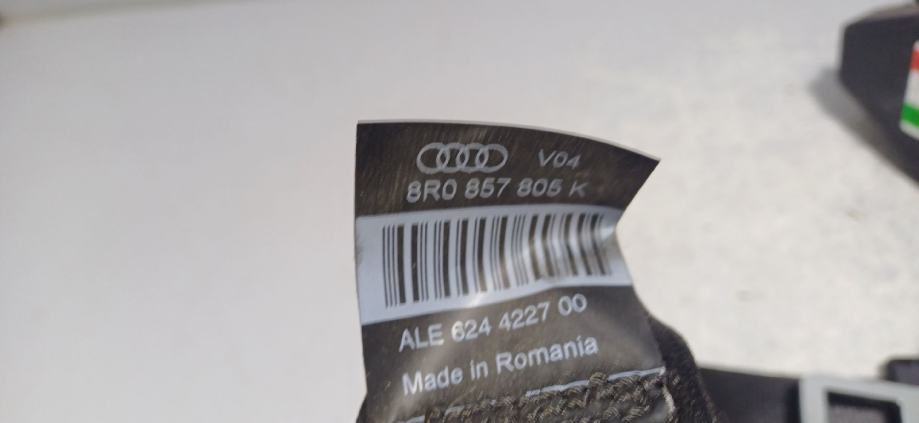 V04
8R0 857 805 K
ALE 624 4227 00
Made in Romania